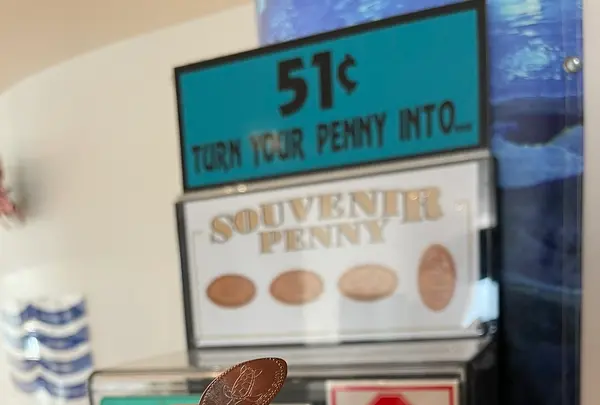 51¢
TURN YOUR PENNY INTO...
SOUVENIR
PENNY